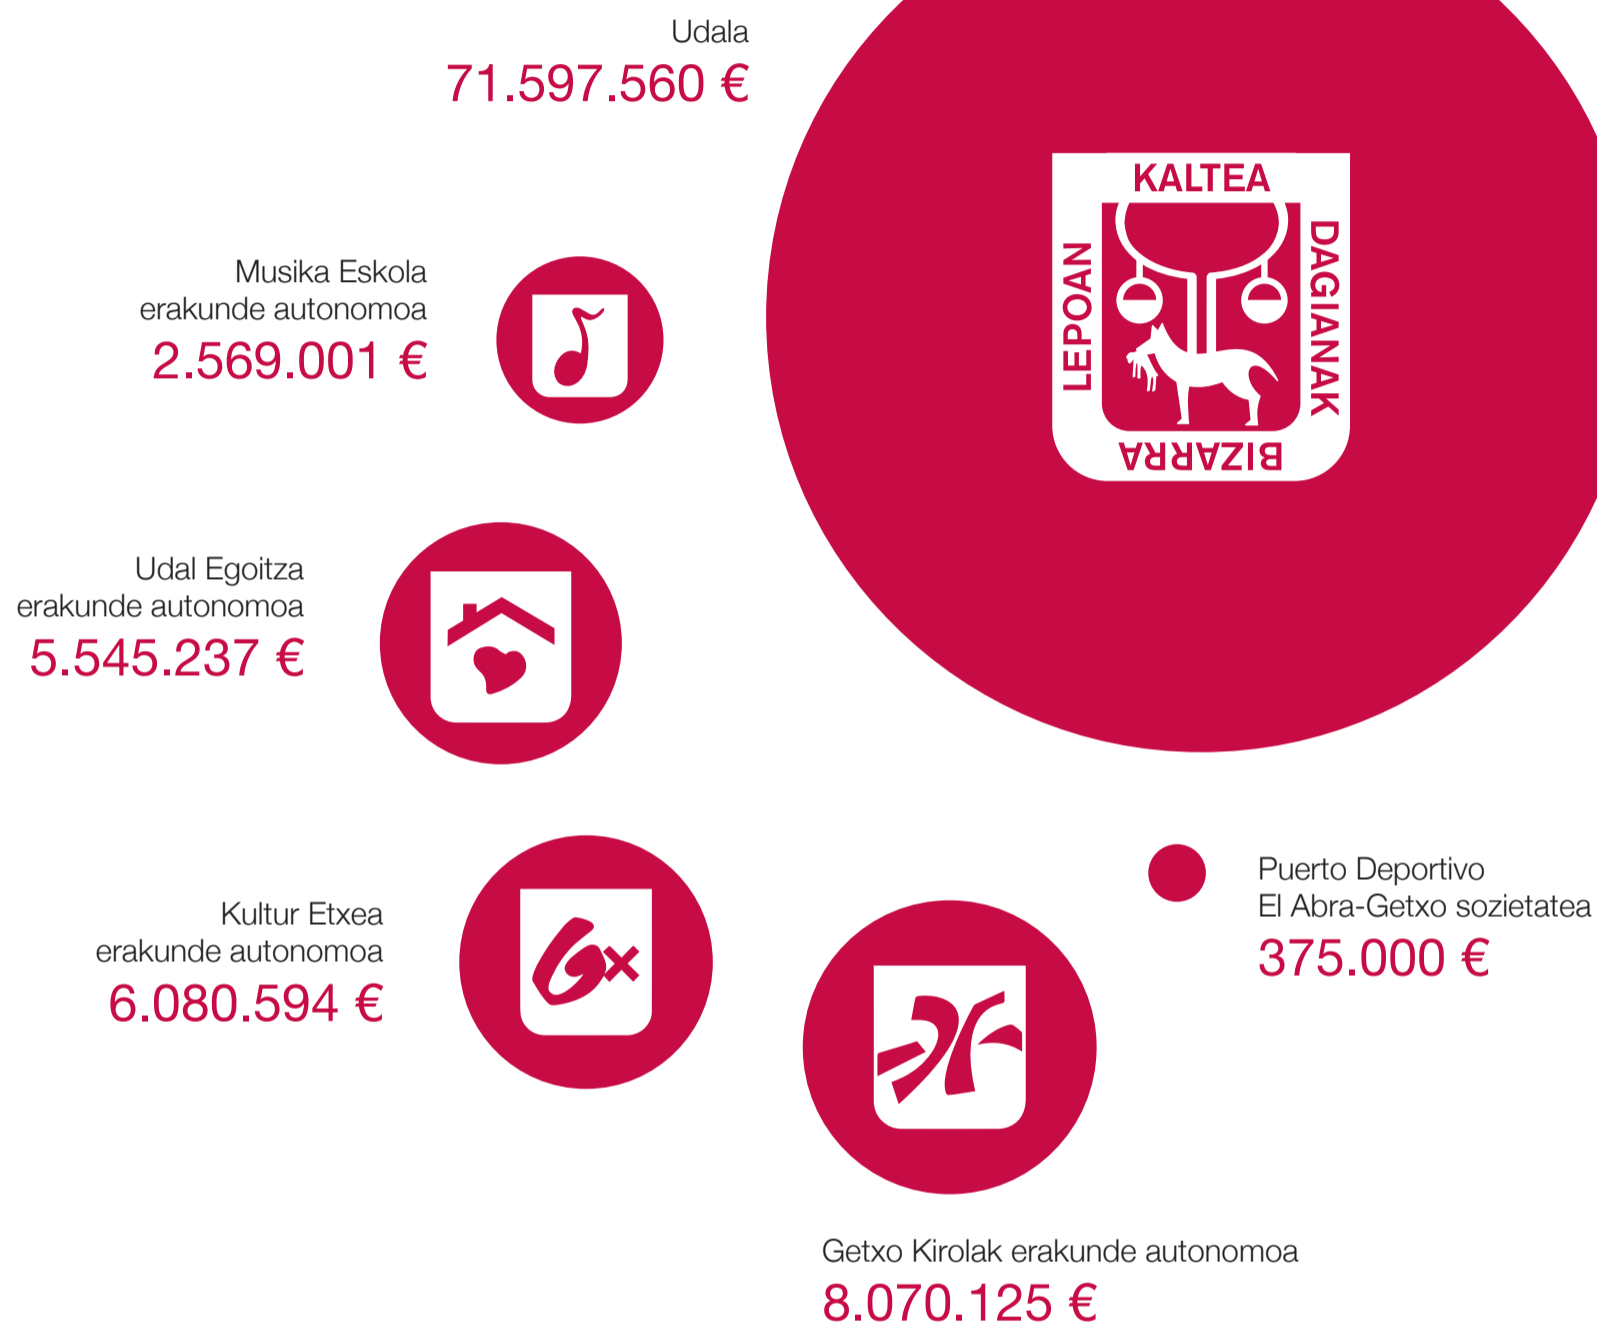 Udala
71.597.560 €
KALTEA
DAGIANAK
BIZARRA
LEPOAN
Musika Eskola
erakunde autonomoa
2.569.001 €
Udal Egoitza
erakunde autonomoa
5.545.237 €
Kultur Etxea
erakunde autonomoa
6.080.594 €
Gx
Puerto Deportivo
El Abra-Getxo sozietatea
375.000 €
Getxo Kirolak erakunde autonomoa
8.070.125 €